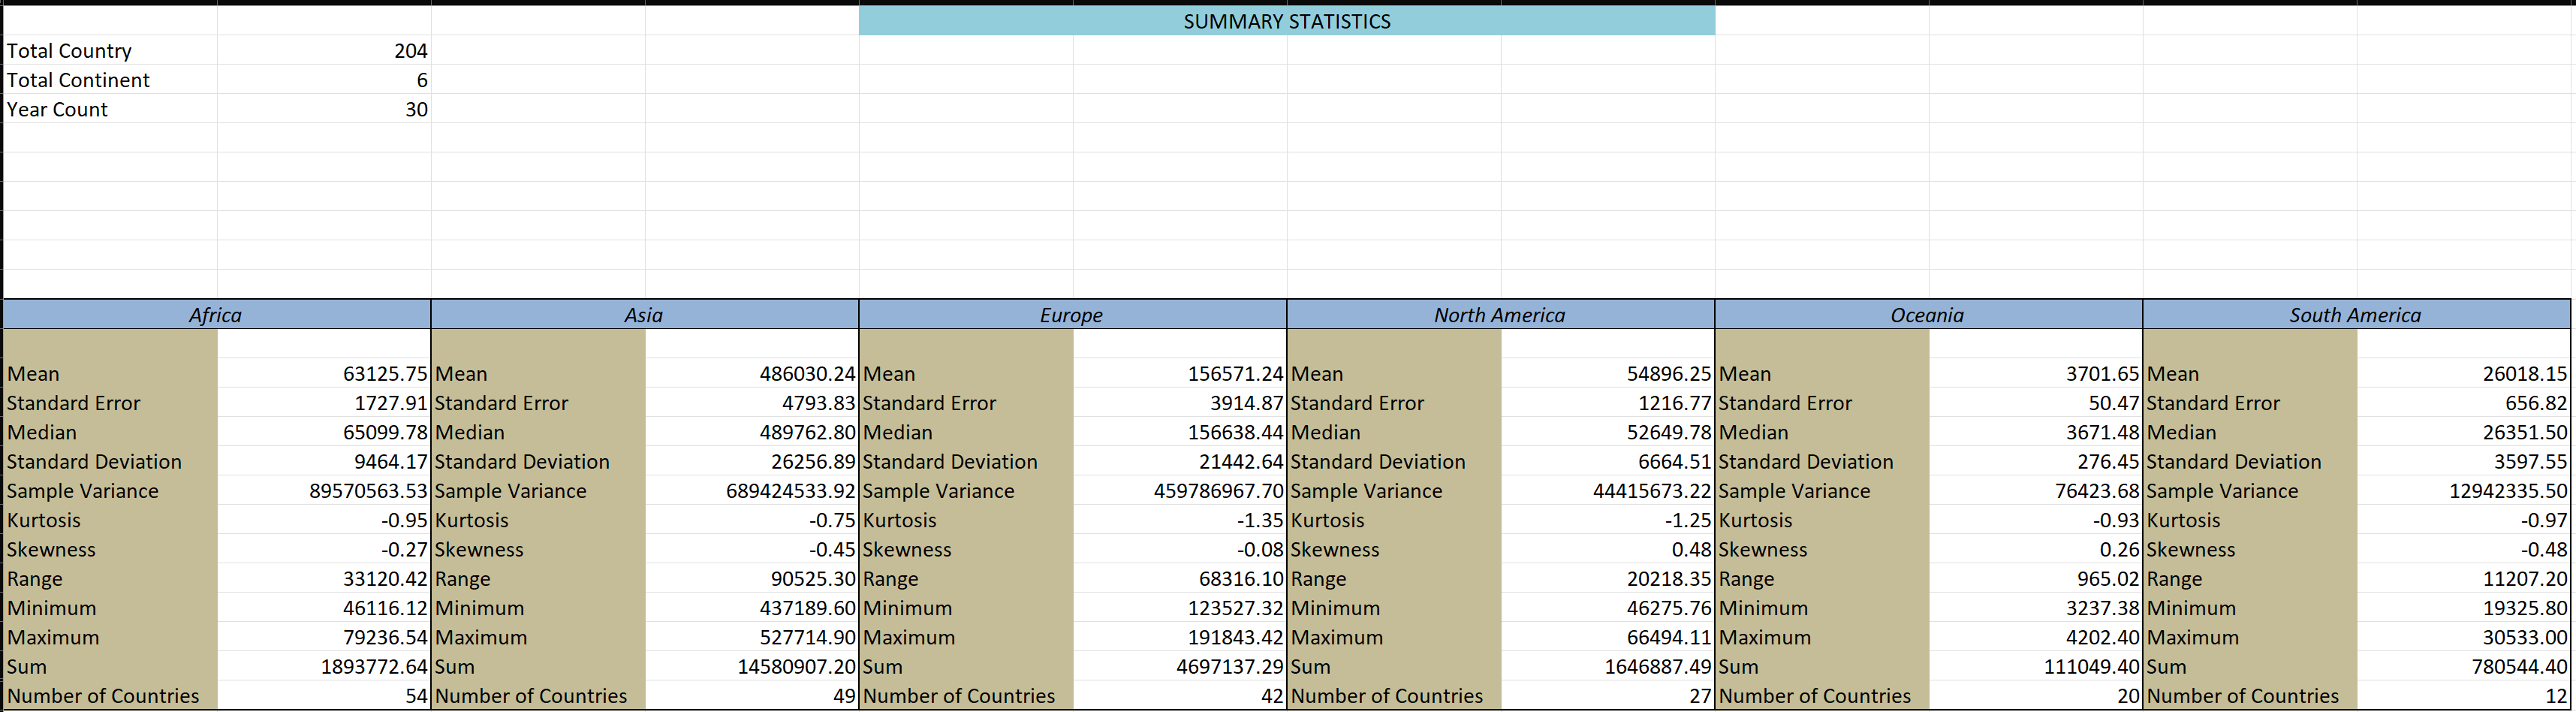 SUMMARY STATISTICS
Total Country 204
Total Continent 6
Year Count 30
Africa Asia Europe North America Oceania South America
Mean 63125.75 Mean 486030.24 Mean 156571.24 Mean 54896.25 Mean 3701.65 Mean 26018.15
Standard Error 1727.91 Standard Error 4793.83 Standard Error 3914.87 Standard Error 1216.77 Standard Error 50.47 Standard Error 656.82
Median 65099.78 Median 489762.80 Median 156638.44 Median 52649.78 Median 3671.48 Median 26351.50
Standard Deviation 9464.17 Standard Deviation 26256.89 Standard Deviation 21442.64 Standard Deviation 6664.51 Standard Deviation 276.45 Standard Deviation 3597.55
Sample Variance 89570563.53 Sample Variance 689424533.92 Sample Variance 459786967.70 Sample Variance 44415673.22 Sample Variance 76423.68 Sample Variance 12942335.50
Kurtosis -0.95 Kurtosis -0.75 Kurtosis -1.35 Kurtosis -1.25 Kurtosis -0.93 Kurtosis -0.97
Skewness -0.27 Skewness -0.45 Skewness -0.08 Skewness 0.48 Skewness 0.26 Skewness -0.48
Range 33120.42 Range 90525.30 Range 68316.10 Range 20218.35 Range 965.02 Range 11207.20
Minimum 46116.12 Minimum 437189.60 Minimum 123527.32 Minimum 46275.76 Minimum 3237.38 Minimum 19325.80
Maximum 79236.54 Maximum 527714.90 Maximum 191843.42 Maximum 66494.11 Maximum 4202.40 Maximum 30533.00
Sum 1893772.64 Sum 14580907.20 Sum 4697137.29 Sum 1646887.49 Sum 111049.40 Sum 780544.40
Number of Countries 54 Number of Countries 49 Number of Countries 42 Number of Countries 27 Number of Countries 20 Number of Countries 12